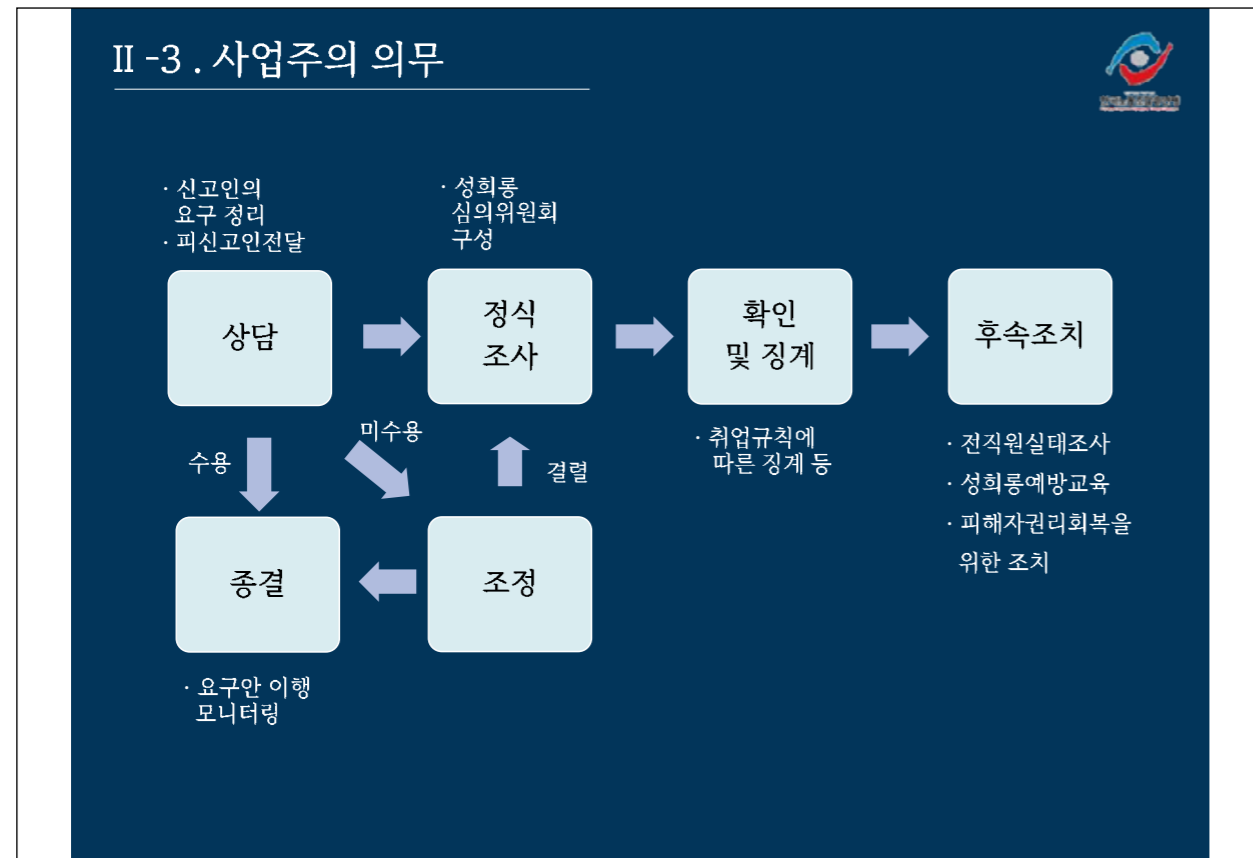 Ⅱ-3 . 사업주의 의무
· 신고인의
요구 정리
· 피신고인전달
· 성희롱
심의위원회
구성
상담
정식
조사
확인
및 징계
후속조치
수용
미수용
결렬
· 취업규칙에
따른 징계 등
· 전직원실태조사
· 성희롱예방교육
· 피해자권리회복을
위한 조치
종결
조정
· 요구안 이행
모니터링